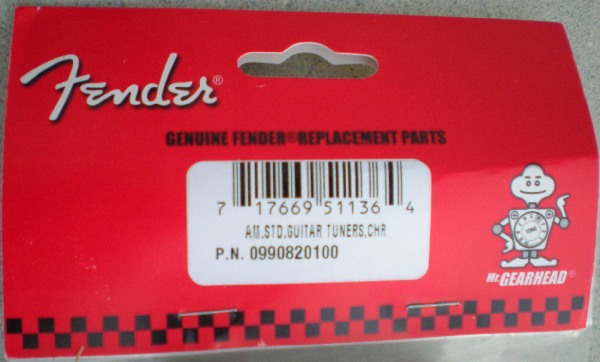 Fender®
GENUINE FENDER®REPLACEMENT PARTS
7 17669 51136 4
AM.STD.GUITAR TUNERS,CHR
P.N. 0990820100
Mr. GEARHEAD®